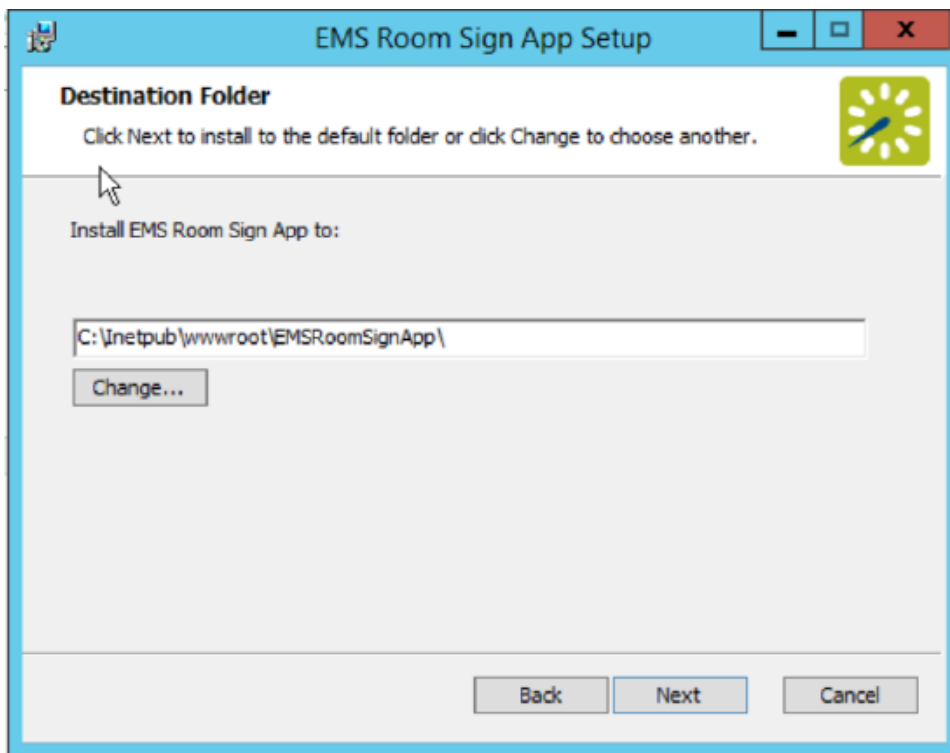 EMS Room Sign App Setup
Destination Folder
Click Next to install to the default folder or click Change to choose another.
Install EMS Room Sign App to:
C:\Inetpub\wwwroot\EMSRoomSignApp\
Change...
Back Next Cancel